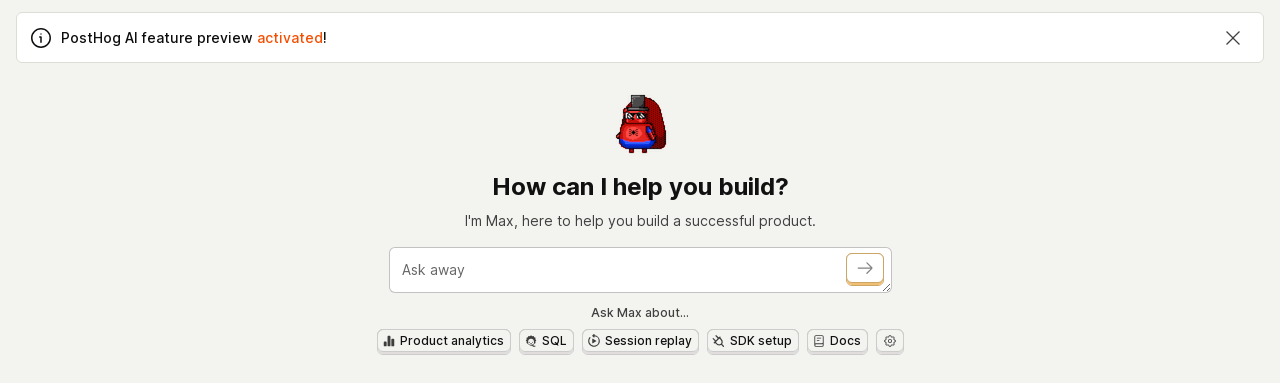 PostHog AI feature preview activated!
How can I help you build?
I'm Max, here to help you build a successful product.
Ask away
Ask Max about...
Product analytics SQL Session replay SDK setup Docs